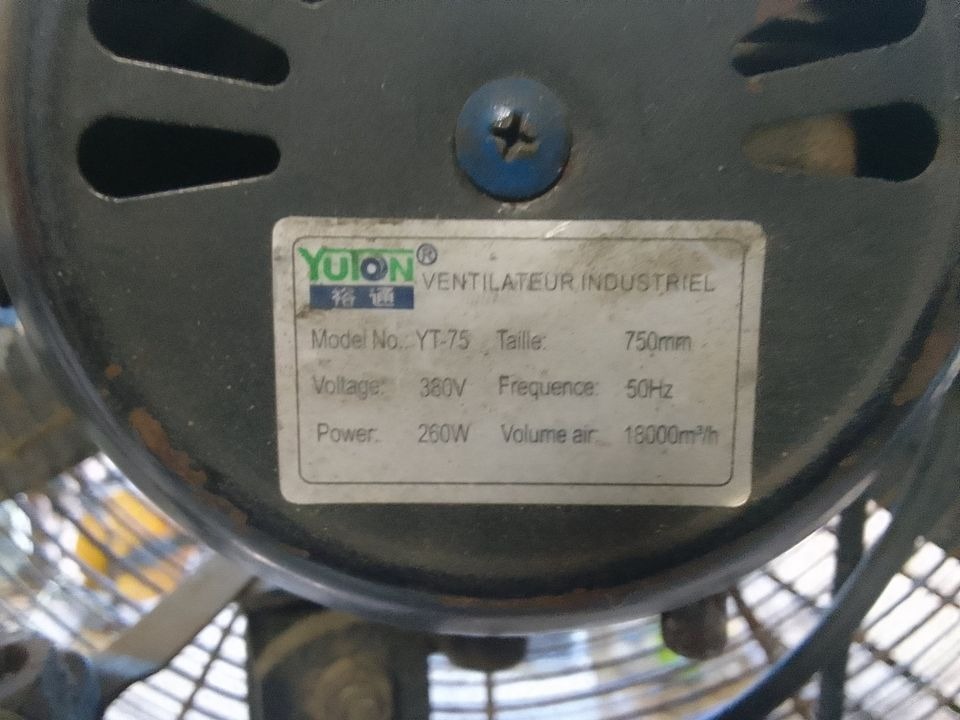 YUTON® VENTILATEUR INDUSTRIEL
裕通
Model No.: YT-75 Taille: 750mm
Voltage: 380V Frequence: 50Hz
Power: 260W Volume air: 18000m³/h